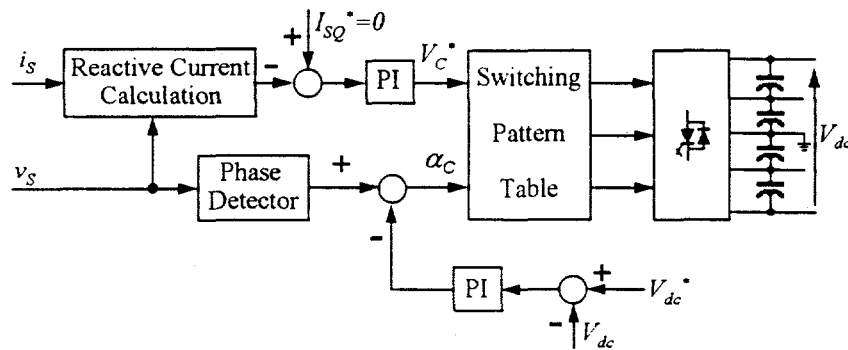 I_SQ*=0
+
i_S
Reactive Current
Calculation
-
PI
V_C*
Switching
Pattern
Table
V_dc
v_S
Phase
Detector
+
α_C
-
PI
+
V_dc*
-
V_dc